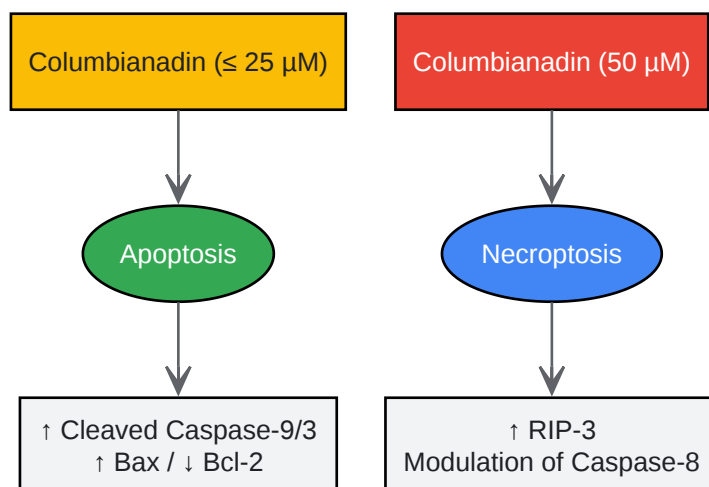 Columbianadin (≤ 25 µM)
Columbianadin (50 µM)
Apoptosis
Necroptosis
↑ Cleaved Caspase-9/3
↑ Bax / ↓ Bcl-2
↑ RIP-3
Modulation of Caspase-8